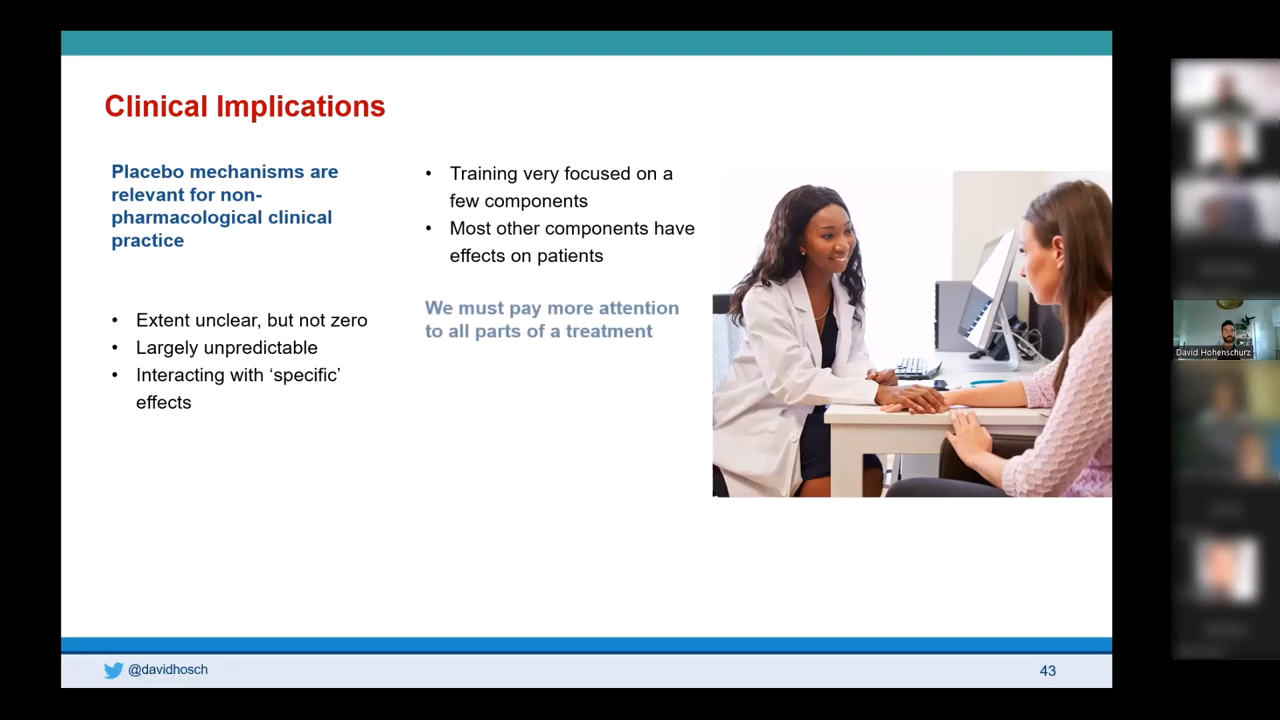 Clinical Implications
Placebo mechanisms are
relevant for non-
pharmacological clinical
practice
• Extent unclear, but not zero
• Largely unpredictable
• Interacting with ‘specific’
effects
• Training very focused on a
few components
• Most other components have
effects on patients
We must pay more attention
to all parts of a treatment
David Hohenschurz
@davidhosch
43